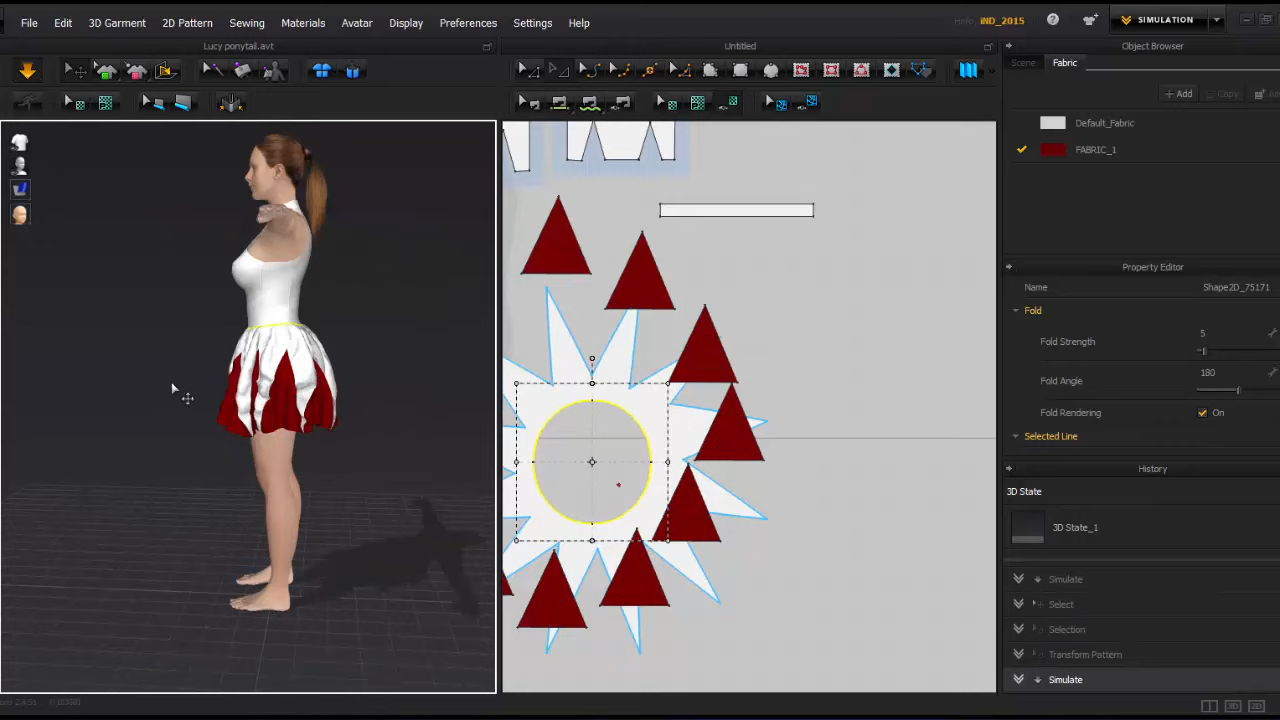 File Edit 3D Garment 2D Pattern Sewing Materials Avatar Display Preferences Settings Help
Hello, iND_2015
SIMULATION
Lucy ponytail.avt
Untitled
Object Browser
Scene Fabric
Add Copy
Default_Fabric
FABRIC_1
Property Editor
Name Shape2D_75171
Fold
Fold Strength 5
Fold Angle 180
Fold Rendering On
Selected Line
History
3D State
3D State_1
Simulate
Select
Selection
Transform Pattern
Simulate
3D 2D